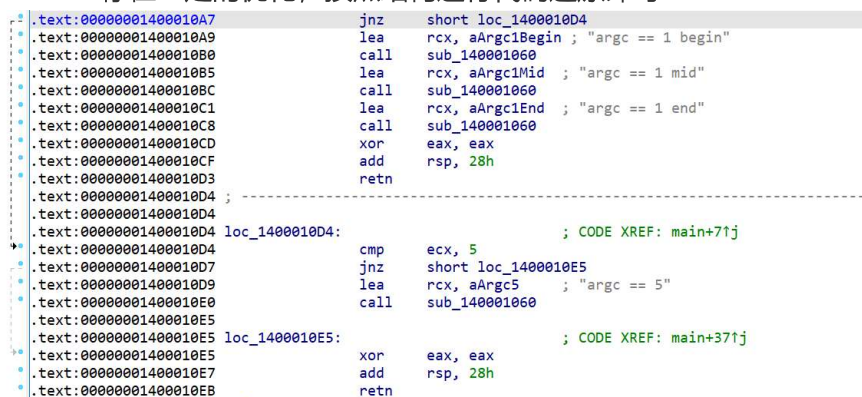 .text:00000001400010A7 jnz short loc_1400010D4
.text:00000001400010A9 lea rcx, aArgc1Begin ; "argc == 1 begin"
.text:00000001400010B0 call sub_140001060
.text:00000001400010B5 lea rcx, aArgc1Mid ; "argc == 1 mid"
.text:00000001400010BC call sub_140001060
.text:00000001400010C1 lea rcx, aArgc1End ; "argc == 1 end"
.text:00000001400010C8 call sub_140001060
.text:00000001400010CD xor eax, eax
.text:00000001400010CF add rsp, 28h
.text:00000001400010D3 retn
.text:00000001400010D4 ; ---------------------------------------------------------------------------
.text:00000001400010D4
.text:00000001400010D4 loc_1400010D4: ; CODE XREF: main+7↑j
.text:00000001400010D4 cmp ecx, 5
.text:00000001400010D7 jnz short loc_1400010E5
.text:00000001400010D9 lea rcx, aArgc5 ; "argc == 5"
.text:00000001400010E0 call sub_140001060
.text:00000001400010E5
.text:00000001400010E5 loc_1400010E5: ; CODE XREF: main+37↑j
.text:00000001400010E5 xor eax, eax
.text:00000001400010E7 add rsp, 28h
.text:00000001400010EB retn